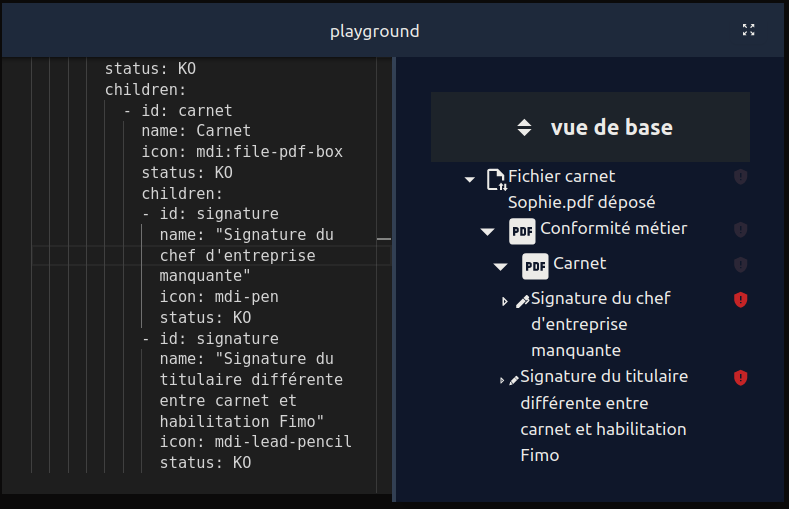 playground
status: KO
children:
- id: carnet
name: Carnet
icon: mdi:file-pdf-box
status: KO
children:
- id: signature
name: "Signature du
chef d'entreprise
manquante"
icon: mdi-pen
status: KO
- id: signature
name: "Signature du
titulaire différente
entre carnet et
habilitation Fimo"
icon: mdi-lead-pencil
status: KO
vue de base
Fichier carnet
Sophie.pdf déposé
PDF Conformité métier
PDF Carnet
Signature du chef
d'entreprise
manquante
Signature du titulaire
différente entre
carnet et habilitation
Fimo